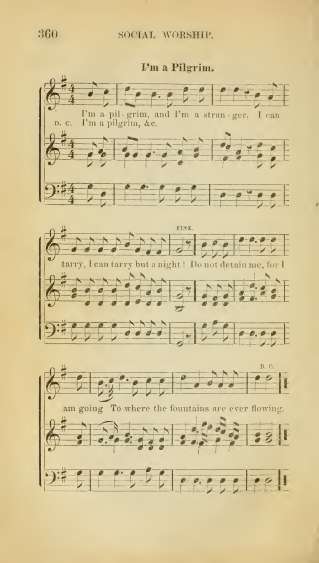 360 SOCIAL WORSHIP.
I'm a Pilgrim.
I'm a pil-grim, and I'm a stran-ger. I can
D. C. I'm a pilgrim, &c.
FINE.
tarry, I can tarry but a night! Do not detain me, for I
D. C.
am going To where the fountains are ever flowing.